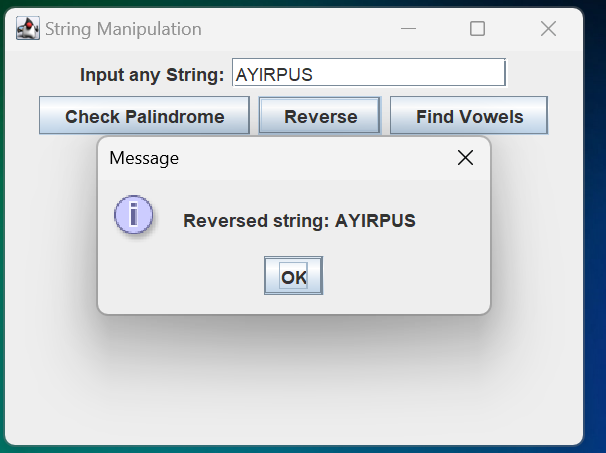 String Manipulation
Input any String: AYIRPUS
Check Palindrome Reverse Find Vowels
Message
i
Reversed string: AYIRPUS
OK